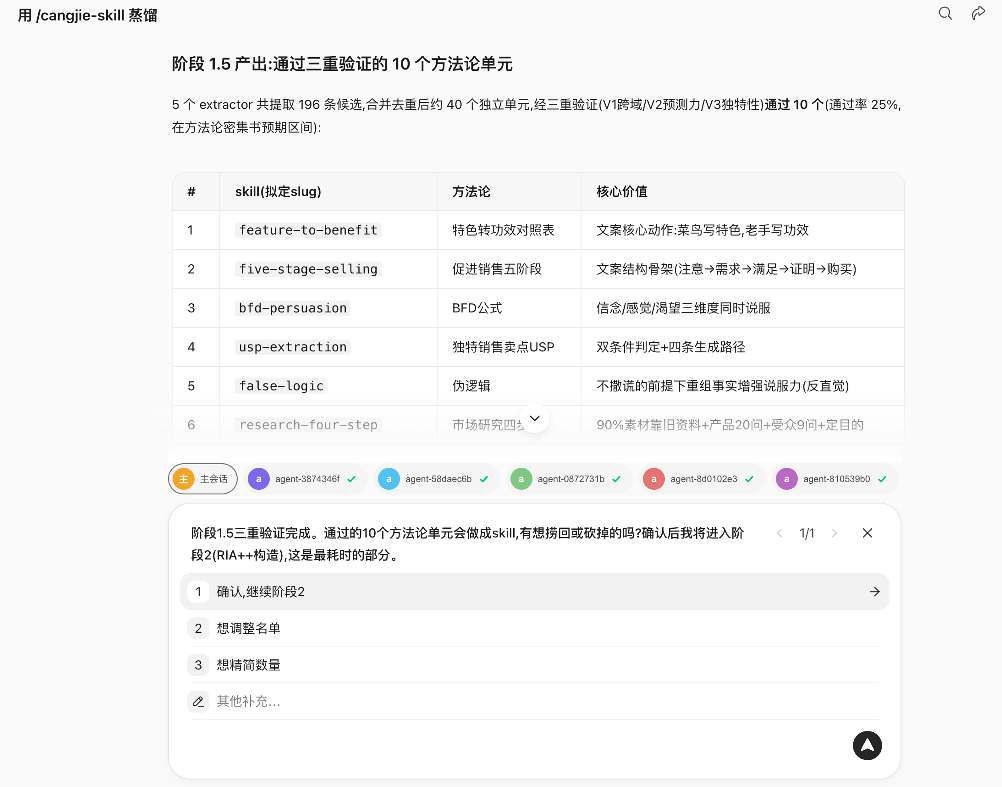 用 /cangjie-skill 蒸馏
阶段 1.5 产出:通过三重验证的 10 个方法论单元
5 个 extractor 共提取 196 条候选,合并去重后约 40 个独立单元,经三重验证(V1跨域/V2预测力/V3独特性)通过 10 个(通过率 25%,
在方法论密集书预期区间):
# skill(拟定slug) 方法论 核心价值
1 feature-to-benefit 特色转功效对照表 文案核心动作:菜鸟写特色,老手写功效
2 five-stage-selling 促进销售五阶段 文案结构骨架(注意→需求→满足→证明→购买)
3 bfd-persuasion BFD公式 信念/感觉/渴望三维度同时说服
4 usp-extraction 独特销售卖点USP 双条件判定+四条生成路径
5 false-logic 伪逻辑 不撒谎的前提下重组事实增强说服力(反直觉)
6 research-four-step 市场研究四 90%素材靠旧资料+产品20问+受众9问+定目的
主 主会话 a agent-3874346f a agent-58daec6b a agent-0872731b a agent-8d0102e3 a agent-810539b0
阶段1.5三重验证完成。通过的10个方法论单元会做成skill,有想捞回或砍掉的吗?确认后我将进入阶
段2(RIA++构造),这是最耗时的部分。
1/1
1 确认,继续阶段2
2 想调整名单
3 想精简数量
其他补充...